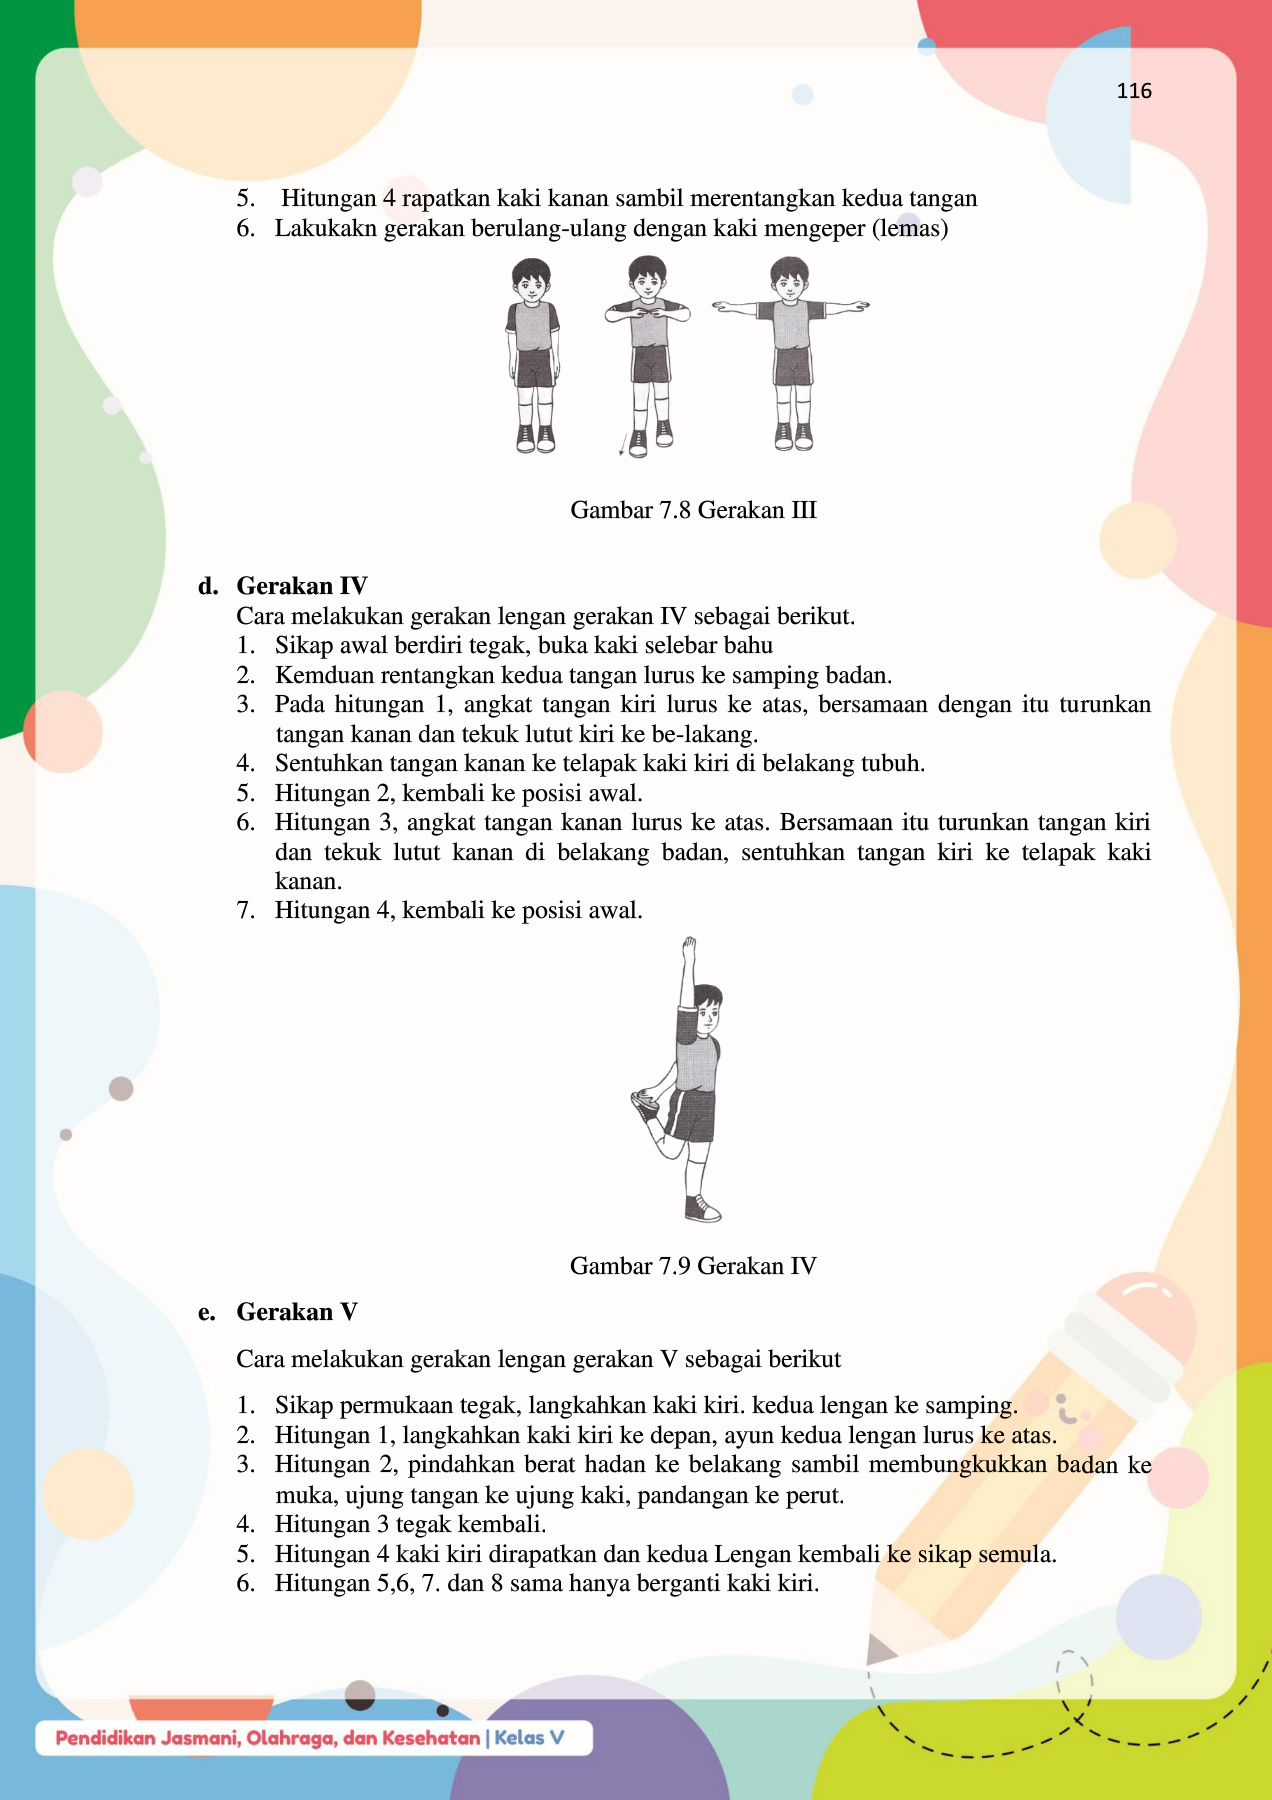 116
5. Hitungan 4 rapatkan kaki kanan sambil merentangkan kedua tangan
6. Lakukakn gerakan berulang-ulang dengan kaki mengeper (lemas)
Gambar 7.8 Gerakan III
d. Gerakan IV
Cara melakukan gerakan lengan gerakan IV sebagai berikut.
1. Sikap awal berdiri tegak, buka kaki selebar bahu
2. Kemduan rentangkan kedua tangan lurus ke samping badan.
3. Pada hitungan 1, angkat tangan kiri lurus ke atas, bersamaan dengan itu turunkan
tangan kanan dan tekuk lutut kiri ke be-lakang.
4. Sentuhkan tangan kanan ke telapak kaki kiri di belakang tubuh.
5. Hitungan 2, kembali ke posisi awal.
6. Hitungan 3, angkat tangan kanan lurus ke atas. Bersamaan itu turunkan tangan kiri
dan tekuk lutut kanan di belakang badan, sentuhkan tangan kiri ke telapak kaki
kanan.
7. Hitungan 4, kembali ke posisi awal.
Gambar 7.9 Gerakan IV
e. Gerakan V
Cara melakukan gerakan lengan gerakan V sebagai berikut
1. Sikap permukaan tegak, langkahkan kaki kiri. kedua lengan ke samping.
2. Hitungan 1, langkahkan kaki kiri ke depan, ayun kedua lengan lurus ke atas.
3. Hitungan 2, pindahkan berat hadan ke belakang sambil membungkukkan badan ke
muka, ujung tangan ke ujung kaki, pandangan ke perut.
4. Hitungan 3 tegak kembali.
5. Hitungan 4 kaki kiri dirapatkan dan kedua Lengan kembali ke sikap semula.
6. Hitungan 5,6, 7. dan 8 sama hanya berganti kaki kiri.
Pendidikan Jasmani, Olahraga, dan Kesehatan | Kelas V